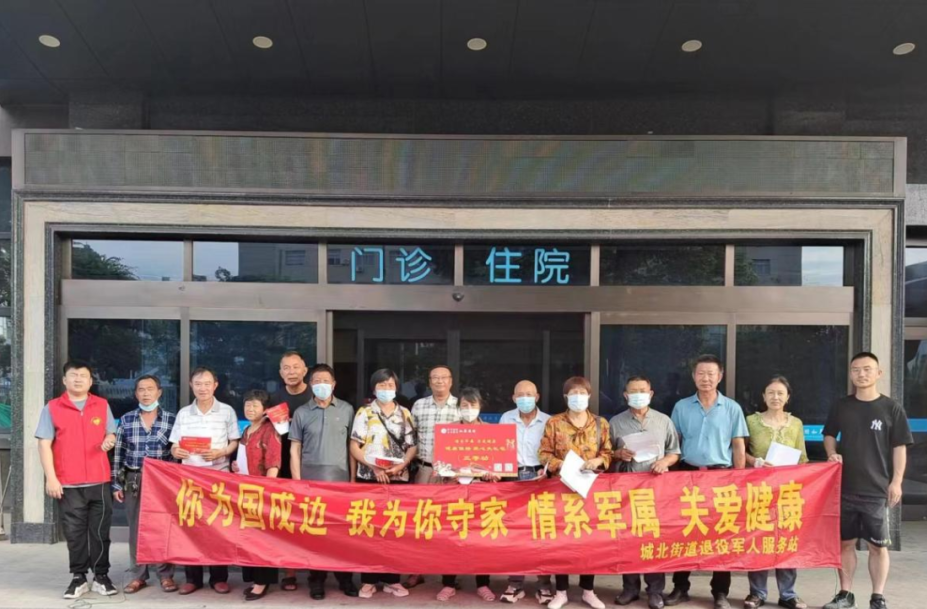 门诊 住院
你为国戍边 我为你守家 情系军属 关爱健康
城北街道退役军人服务站